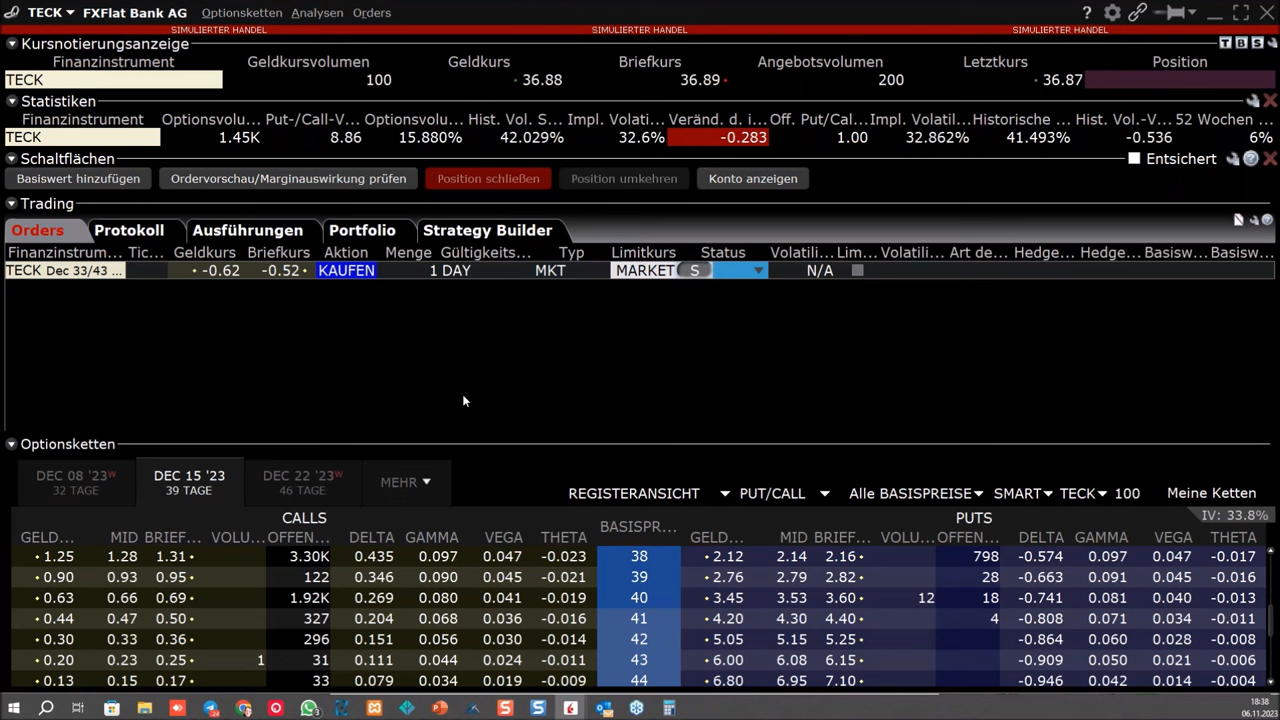 TECK FXFlat Bank AG Optionsketten Analysen Orders ?
SIMULIERTER HANDEL SIMULIERTER HANDEL SIMULIERTER HANDEL
Kursnotierungsanzeige T B S
Finanzinstrument Geldkursvolumen Geldkurs Briefkurs Angebotsvolumen Letztkurs Position
TECK 100 36.88 36.89 200 36.87
Statistiken
Finanzinstrument Optionsvolu... Put-/Call-V... Optionsvolu... Hist. Vol. S... Impl. Volati... Veränd. d. i... Off. Put/Cal... Impl. Volatil... Historische ... Hist. Vol.-V... 52 Wochen ...
TECK 1.45K 8.86 15.880% 42.029% 32.6% -0.283 1.00 32.862% 41.493% -0.536 6%
Schaltflächen Entsichert
Basiswert hinzufügen Ordervorschau/Marginauswirkung prüfen Position schließen Position umkehren Konto anzeigen
Trading
Orders Protokoll Ausführungen Portfolio Strategy Builder
Finanzinstrum... Tic... Geldkurs Briefkurs Aktion Menge Gültigkeits... Typ Limitkurs Status Volatili... Lim... Volatili... Art de... Hedge... Hedge... Basisw... Basisw...
TECK Dec 33/43 ... -0.62 -0.52 KAUFEN 1 DAY MKT MARKET S N/A
Optionsketten
DEC 08 '23W DEC 15 '23 DEC 22 '23W MEHR
32 TAGE 39 TAGE 46 TAGE
REGISTERANSICHT PUT/CALL Alle BASISPREISE SMART TECK 100 Meine Ketten
CALLS PUTS IV: 33.8%
GELD... MID BRIEF... VOLU... OFFEN... DELTA GAMMA VEGA THETA BASISPR... GELD... MID BRIEF... VOLU... OFFEN... DELTA GAMMA VEGA THETA
1.25 1.28 1.31 3.30K 0.435 0.097 0.047 -0.023 38 2.12 2.14 2.16 798 -0.574 0.097 0.047 -0.017
0.90 0.93 0.95 122 0.346 0.090 0.045 -0.021 39 2.76 2.79 2.82 28 -0.663 0.091 0.045 -0.016
0.63 0.66 0.69 1.92K 0.269 0.080 0.040 -0.019 40 3.45 3.53 3.60 12 18 -0.741 0.081 0.040 -0.013
0.44 0.47 0.50 327 0.204 0.068 0.036 -0.016 41 4.20 4.30 4.40 4 -0.808 0.071 0.034 -0.011
0.30 0.33 0.36 296 0.151 0.056 0.030 -0.014 42 5.05 5.15 5.25 -0.864 0.060 0.028 -0.008
0.20 0.23 0.25 1 31 0.111 0.044 0.024 -0.011 43 6.00 6.08 6.15 -0.909 0.050 0.021 -0.006
0.13 0.15 0.17 33 0.079 0.034 0.019 -0.009 44 6.80 6.95 7.10 -0.946 0.042 0.014 -0.004
18:38
06.11.2023